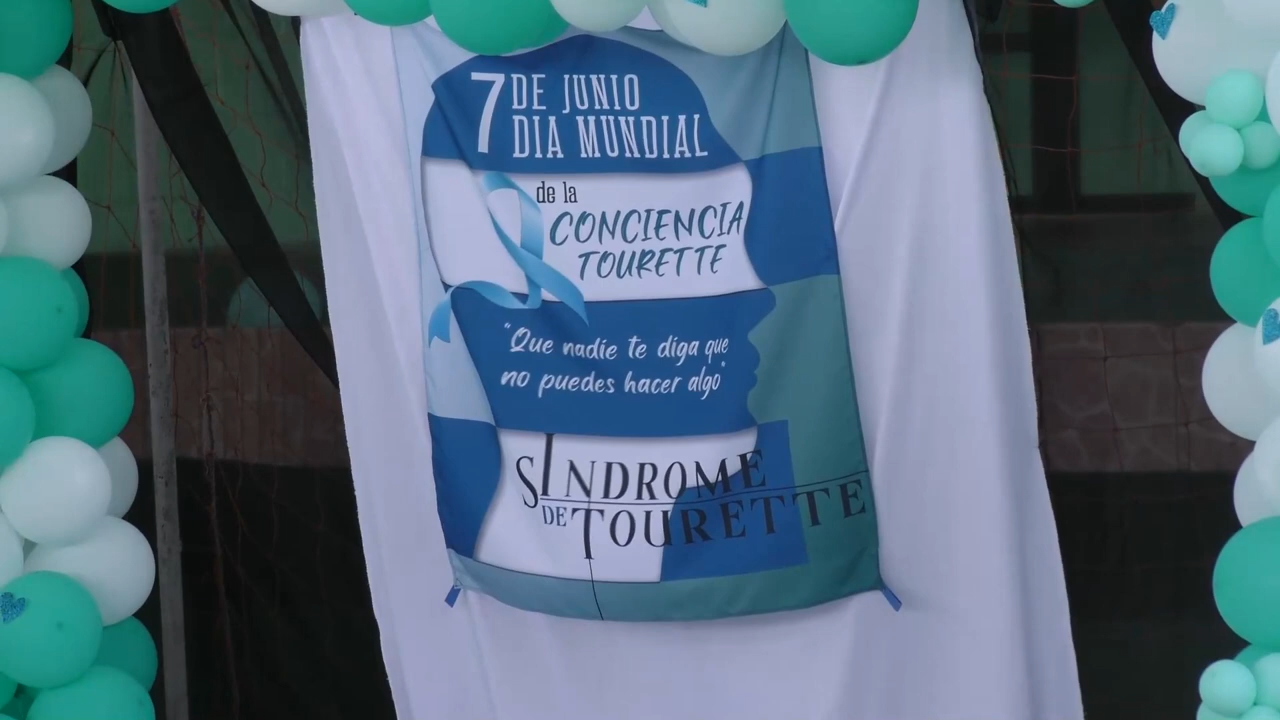 7 DE JUNIO
DIA MUNDIAL
de la
CONCIENCIA
TOURETTE
“Que nadie te diga que
no puedes hacer algo”
SÍNDROME
DE TOURETTE